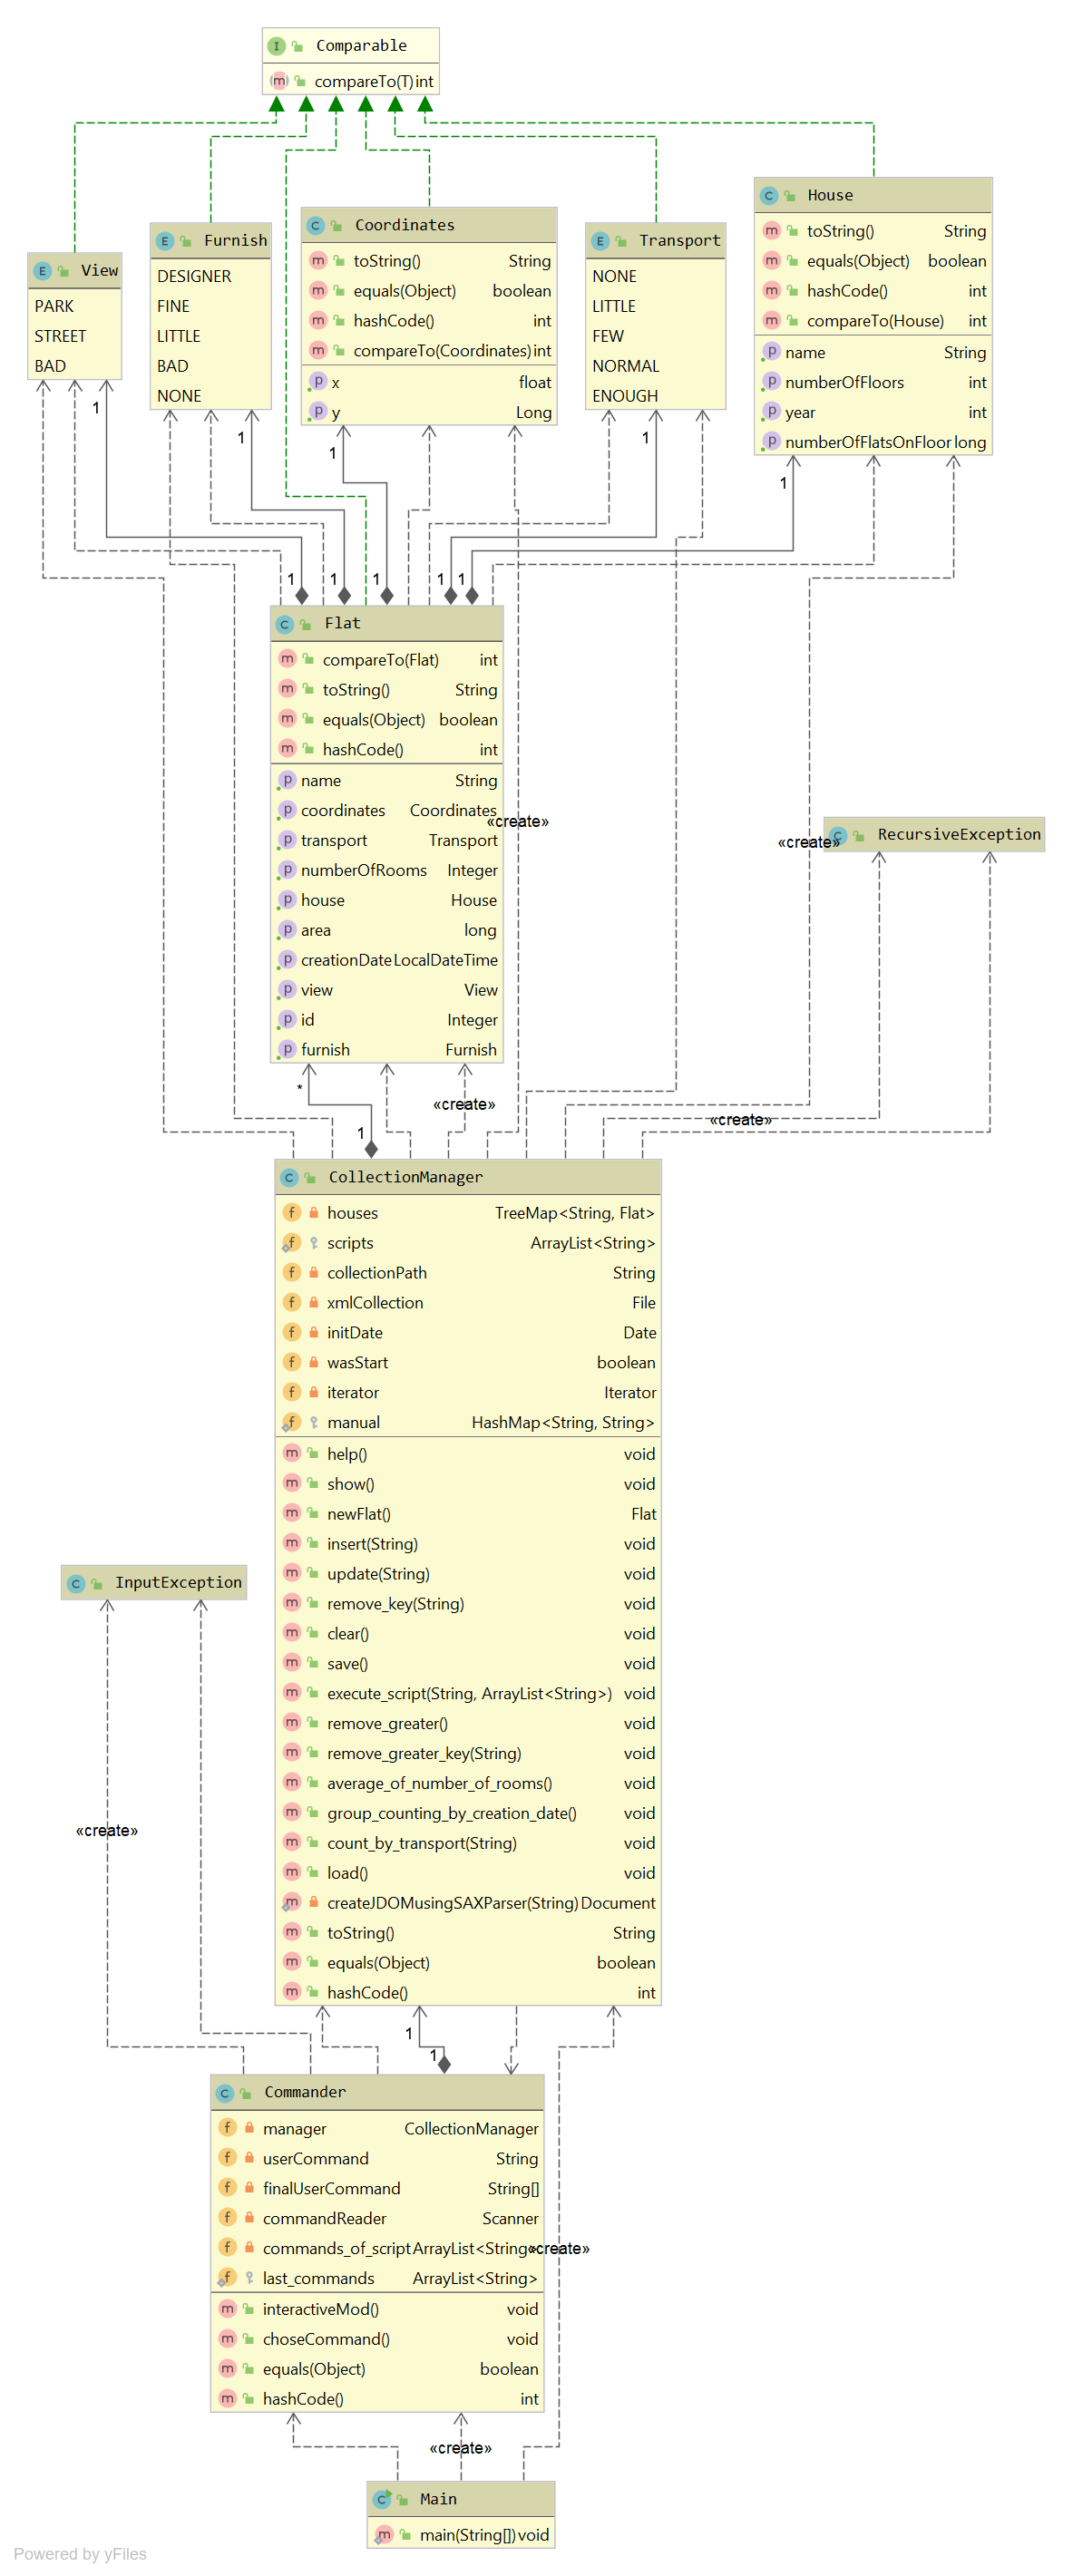 Comparable
compareTo(T) int
View
PARK
STREET
BAD
Furnish
DESIGNER
FINE
LITTLE
BAD
NONE
Coordinates
toString() String
equals(Object) boolean
hashCode() int
compareTo(Coordinates) int
x float
y Long
Transport
NONE
LITTLE
FEW
NORMAL
ENOUGH
House
toString() String
equals(Object) boolean
hashCode() int
compareTo(House) int
name String
numberOfFloors int
year int
numberOfFlatsOnFloor long
1
1
1
1
1
1
1
1
1
1
Flat
compareTo(Flat) int
toString() String
equals(Object) boolean
hashCode() int
name String
coordinates Coordinates
transport Transport
numberOfRooms Integer
house House
area long
creationDate LocalDateTime
view View
id Integer
furnish Furnish
«create»
«create»
RecursiveException
*
1
«create»
«create»
CollectionManager
houses TreeMap<String, Flat>
scripts ArrayList<String>
collectionPath String
xmlCollection File
initDate Date
wasStart boolean
iterator Iterator
manual HashMap<String, String>
help() void
show() void
newFlat() Flat
insert(String) void
update(String) void
remove_key(String) void
clear() void
save() void
execute_script(String, ArrayList<String>) void
remove_greater() void
remove_greater_key(String) void
average_of_number_of_rooms() void
group_counting_by_creation_date() void
count_by_transport(String) void
load() void
createJDOMusingSAXParser(String) Document
toString() String
equals(Object) boolean
hashCode() int
InputException
«create»
1
1
Commander
manager CollectionManager
userCommand String
finalUserCommand String[]
commandReader Scanner
commands_of_script ArrayList<String>
«create»
last_commands ArrayList<String>
interactiveMod() void
choseCommand() void
equals(Object) boolean
hashCode() int
«create»
Main
main(String[]) void
Powered by yFiles